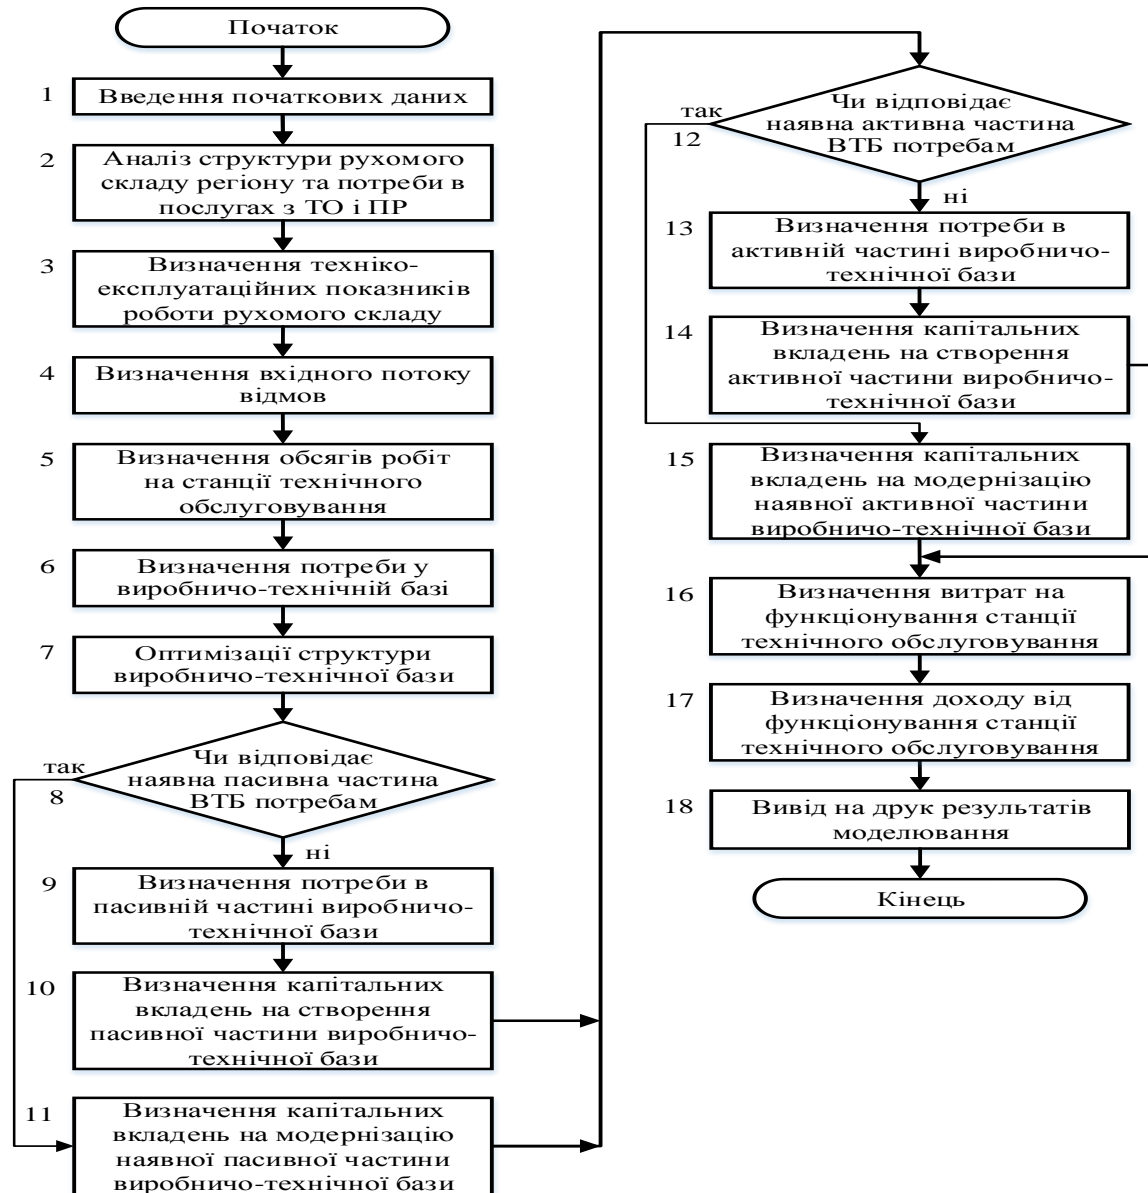 Початок
1
Введення початкових даних
2
Аналіз структури рухомого
складу регіону та потреби в
послугах з ТО і ПР
3
Визначення техніко-
експлуатаційних показників
роботи рухомого складу
4
Визначення вхідного потоку
відмов
5
Визначення обсягів робіт
на станції технічного
обслуговування
6
Визначення потреби у
виробничо-технічній базі
7
Оптимізації структури
виробничо-технічної бази
так
8
Чи відповідає
наявна пасивна частина
ВТБ потребам
ні
9
Визначення потреби в
пасивній частині виробничо-
технічної бази
10
Визначення капітальних
вкладень на створення
пасивної частини виробничо-
технічної бази
11
Визначення капітальних
вкладень на модернізацію
наявної пасивної частини
виробничо-технічної бази
так
12
Чи відповідає
наявна активна частина
ВТБ потребам
ні
13
Визначення потреби в
активній частині виробничо-
технічної бази
14
Визначення капітальних
вкладень на створення
активної частини виробничо-
технічної бази
15
Визначення капітальних
вкладень на модернізацію
наявної активної частини
виробничо-технічної бази
16
Визначення витрат на
функціонування станції
технічного обслуговування
17
Визначення доходу від
функціонування станції
технічного обслуговування
18
Вивід на друк результатів
моделювання
Кінець